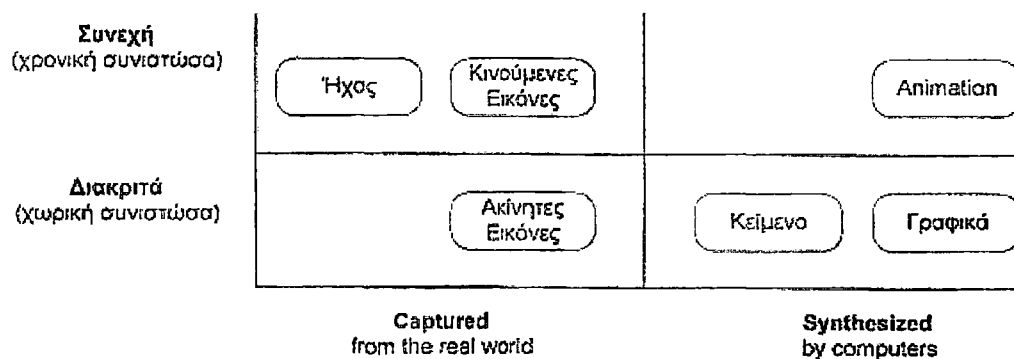 Συνεχή
(χρονική συνιστώσα)
Ήχος
Κινούμενες
Εικόνες
Animation
Διακριτά
(χωρική συνιστώσα)
Ακίνητες
Εικόνες
Κείμενο
Γραφικά
Captured
from the real world
Synthesized
by computers